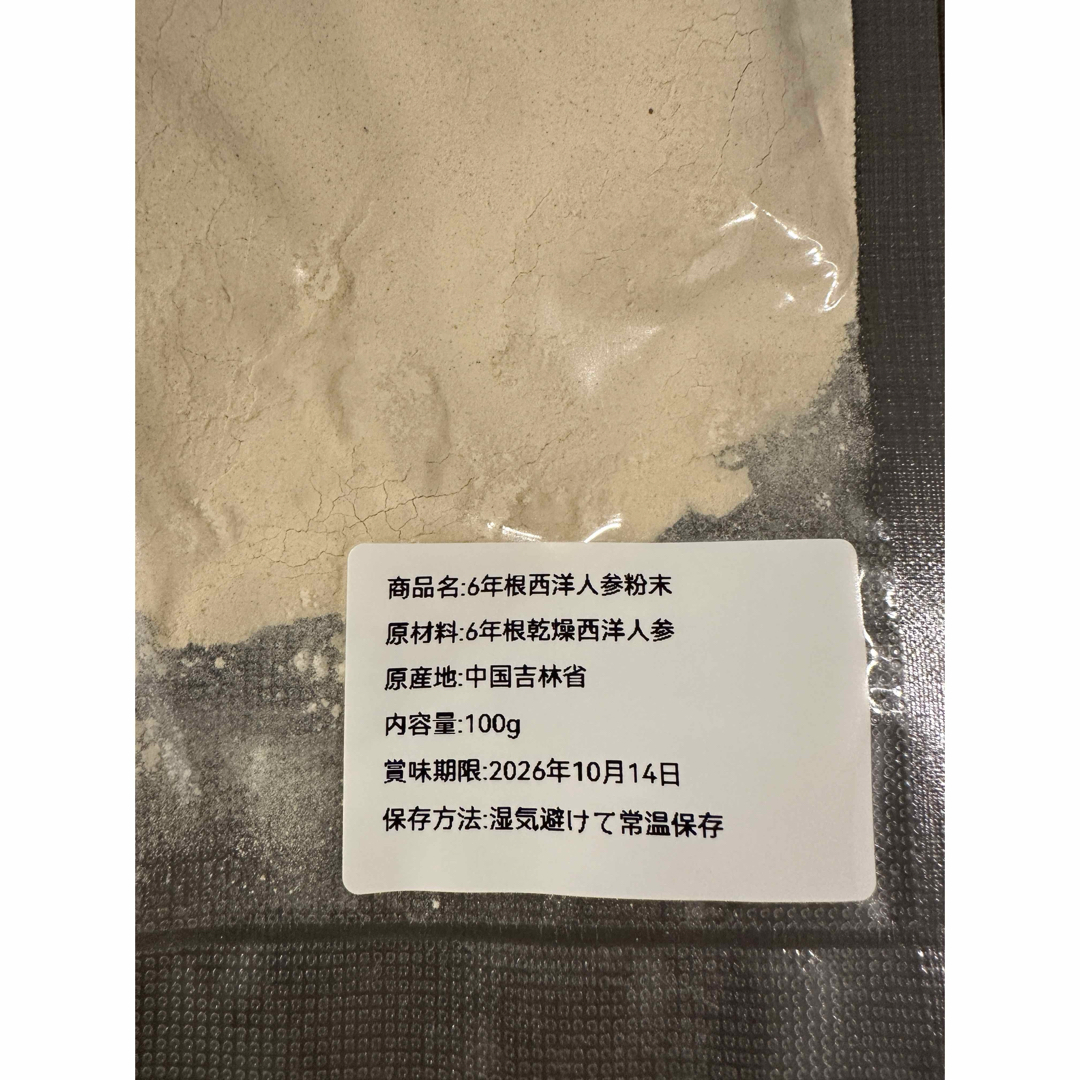 商品名:6年根西洋人参粉末
原材料:6年根乾燥西洋人参
原産地:中国吉林省
内容量:100g
賞味期限:2026年10月14日
保存方法:湿気避けて常温保存